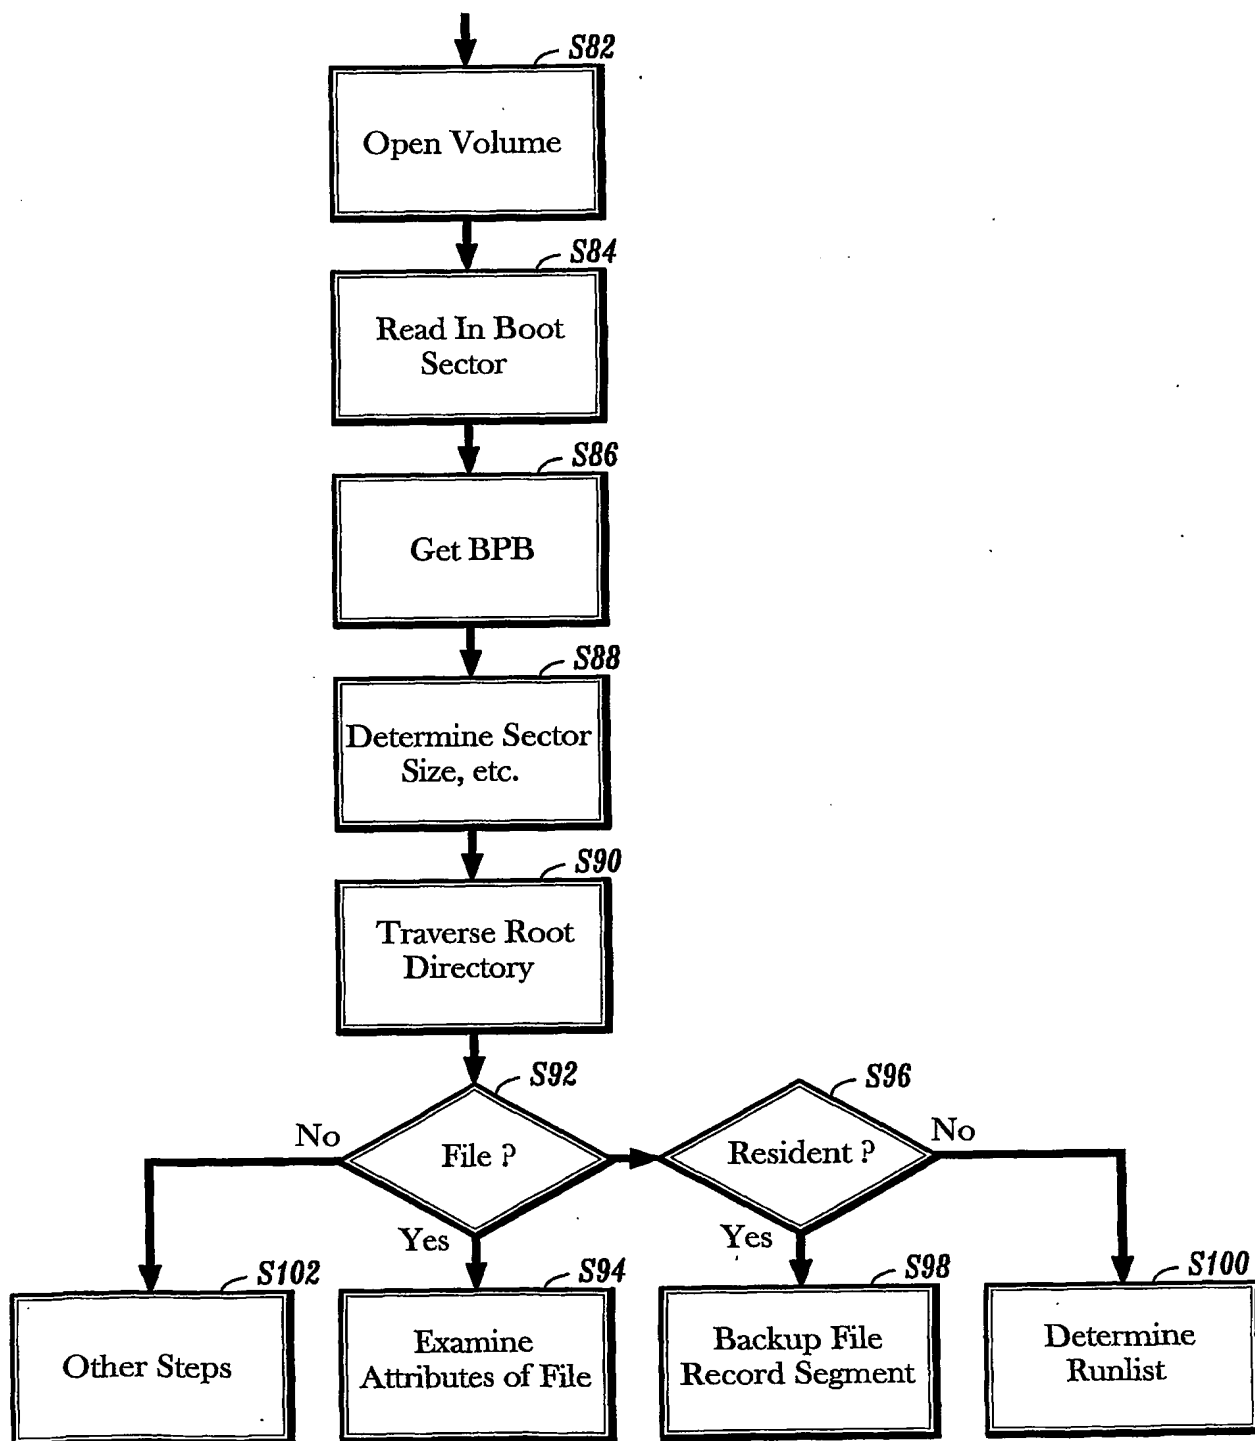 S82
Open Volume
S84
Read In Boot
Sector
S86
Get BPB
S88
Determine Sector
Size, etc.
S90
Traverse Root
Directory
S92
S96
No
File ?
Resident ?
No
Yes
Yes
S102
S94
S98
S100
Other Steps
Examine
Attributes of File
Backup File
Record Segment
Determine
Runlist